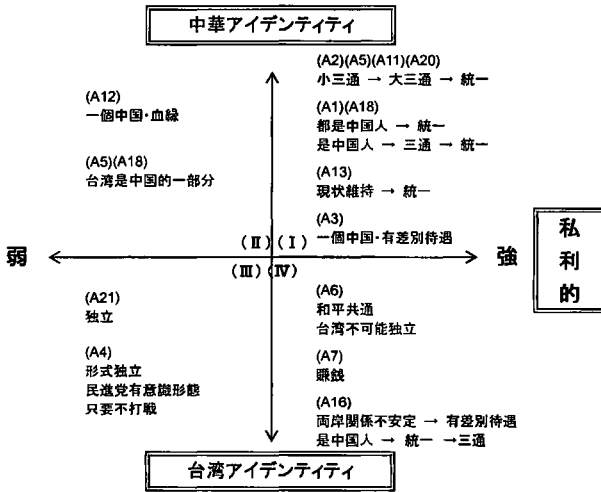 中華アイデンティティ
(A2)(A5)(A11)(A20)
小三通 → 大三通 → 統一
(A12)
一個中国・血縁
(A1)(A18)
都是中国人 → 統一
是中国人 → 三通 → 統一
(A5)(A18)
台湾是中国的一部分
(A13)
現状維持 → 統一
(A3)
一個中国・有差別待遇
(Ⅱ)(Ⅰ)
弱
強
私利的
(Ⅲ)(Ⅳ)
(A21)
独立
(A6)
和平共通
台湾不可能独立
(A4)
形式独立
民進党有意識形態
只要不打戦
(A7)
賺銭
(A16)
両岸関係不安定 → 有差別待遇
是中国人 → 統一 →三通
台湾アイデンティティ